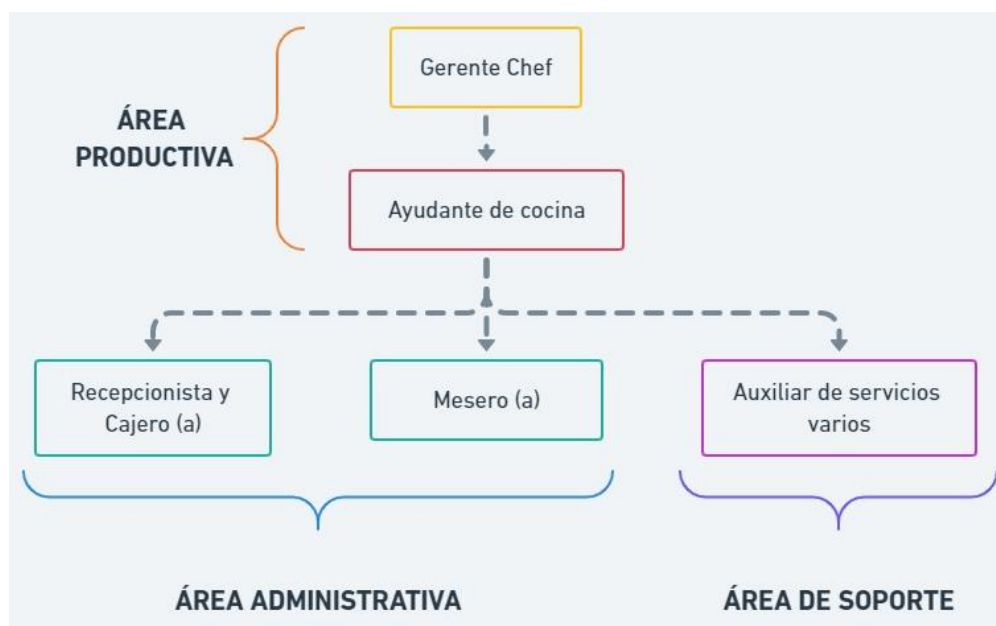 Gerente Chef
ÁREA
PRODUCTIVA
Ayudante de cocina
Recepcionista y
Cajero (a)
Mesero (a)
Auxiliar de servicios
varios
ÁREA ADMINISTRATIVA
ÁREA DE SOPORTE